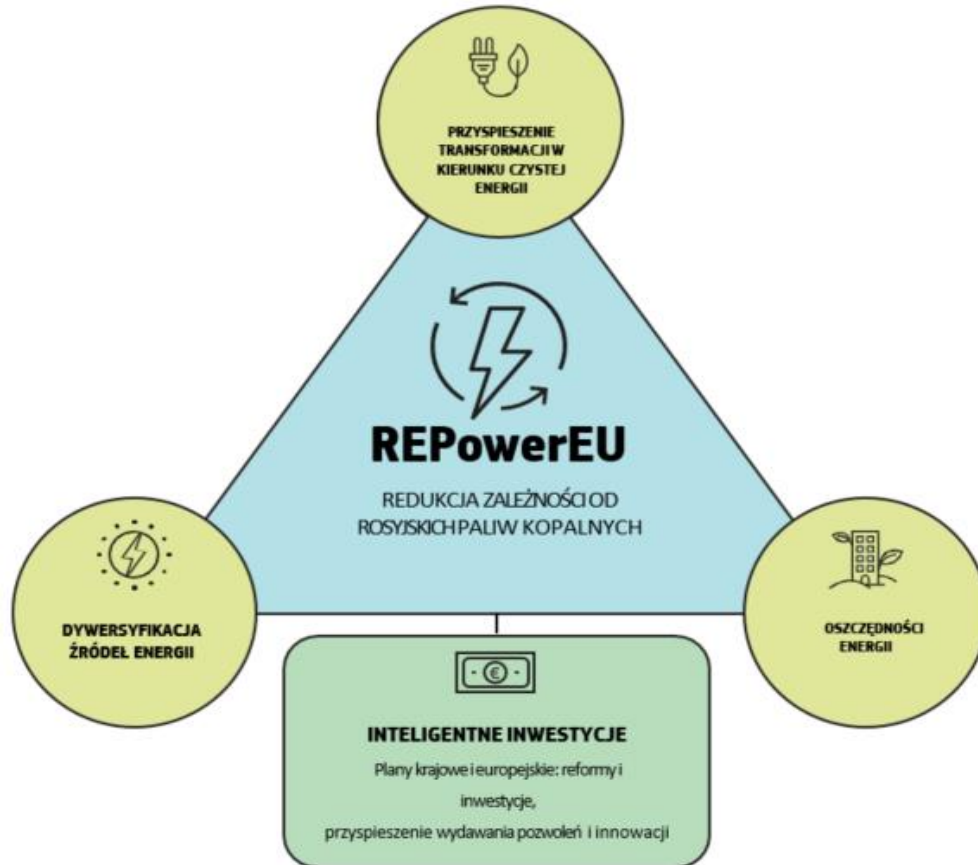 PRZYSPIESZENIE
TRANSFORMACJI W
KIERUNKU CZYSTEJ
ENERGII
REPowerEU
REDUKCJA ZALEŻNOŚCI OD
ROSYJSKICH PALIW KOPALNYCH
DYWERSYFIKACJA
ŹRÓDEŁ ENERGII
OSZCZĘDNOŚCI
ENERGII
€
INTELIGENTNE INWESTYCJE
Plany krajowe i europejskie: reformy i
inwestycje,
przyspieszenie wydawania pozwoleń i innowacji